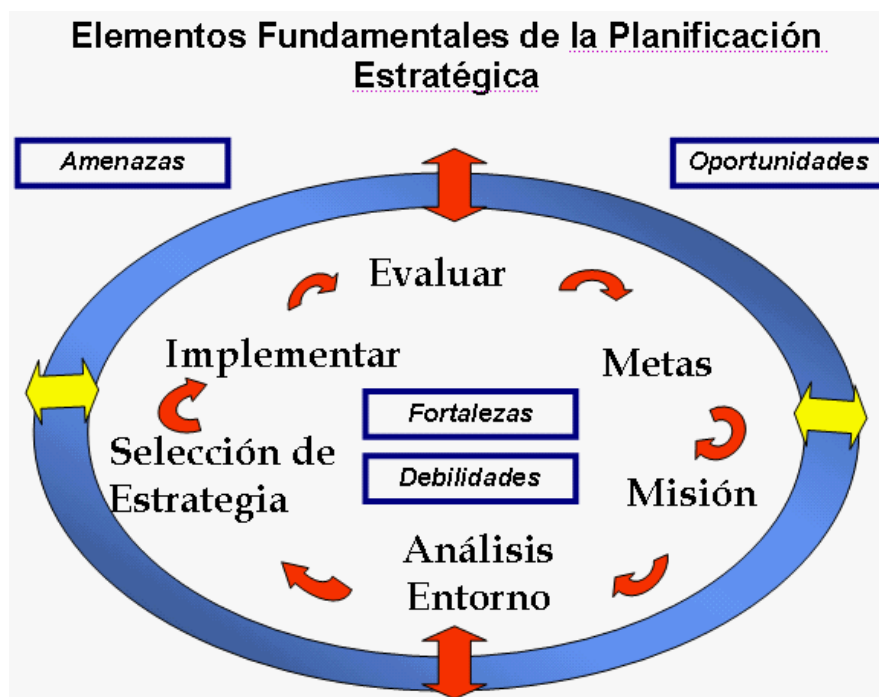 Elementos Fundamentales de la Planificación
Estratégica
Amenazas
Oportunidades
Evaluar
Implementar
Metas
Fortalezas
Selección de
Estrategia
Debilidades
Misión
Análisis
Entorno